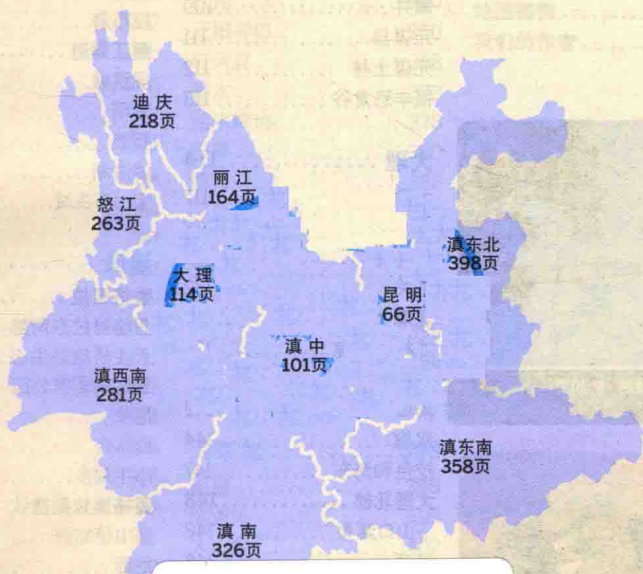 迪庆
218页
丽江
164页
怒江
263页
滇东北
398页
大理
114页
昆明
66页
滇中
101页
滇西南
281页
滇东南
358页
滇南
326页